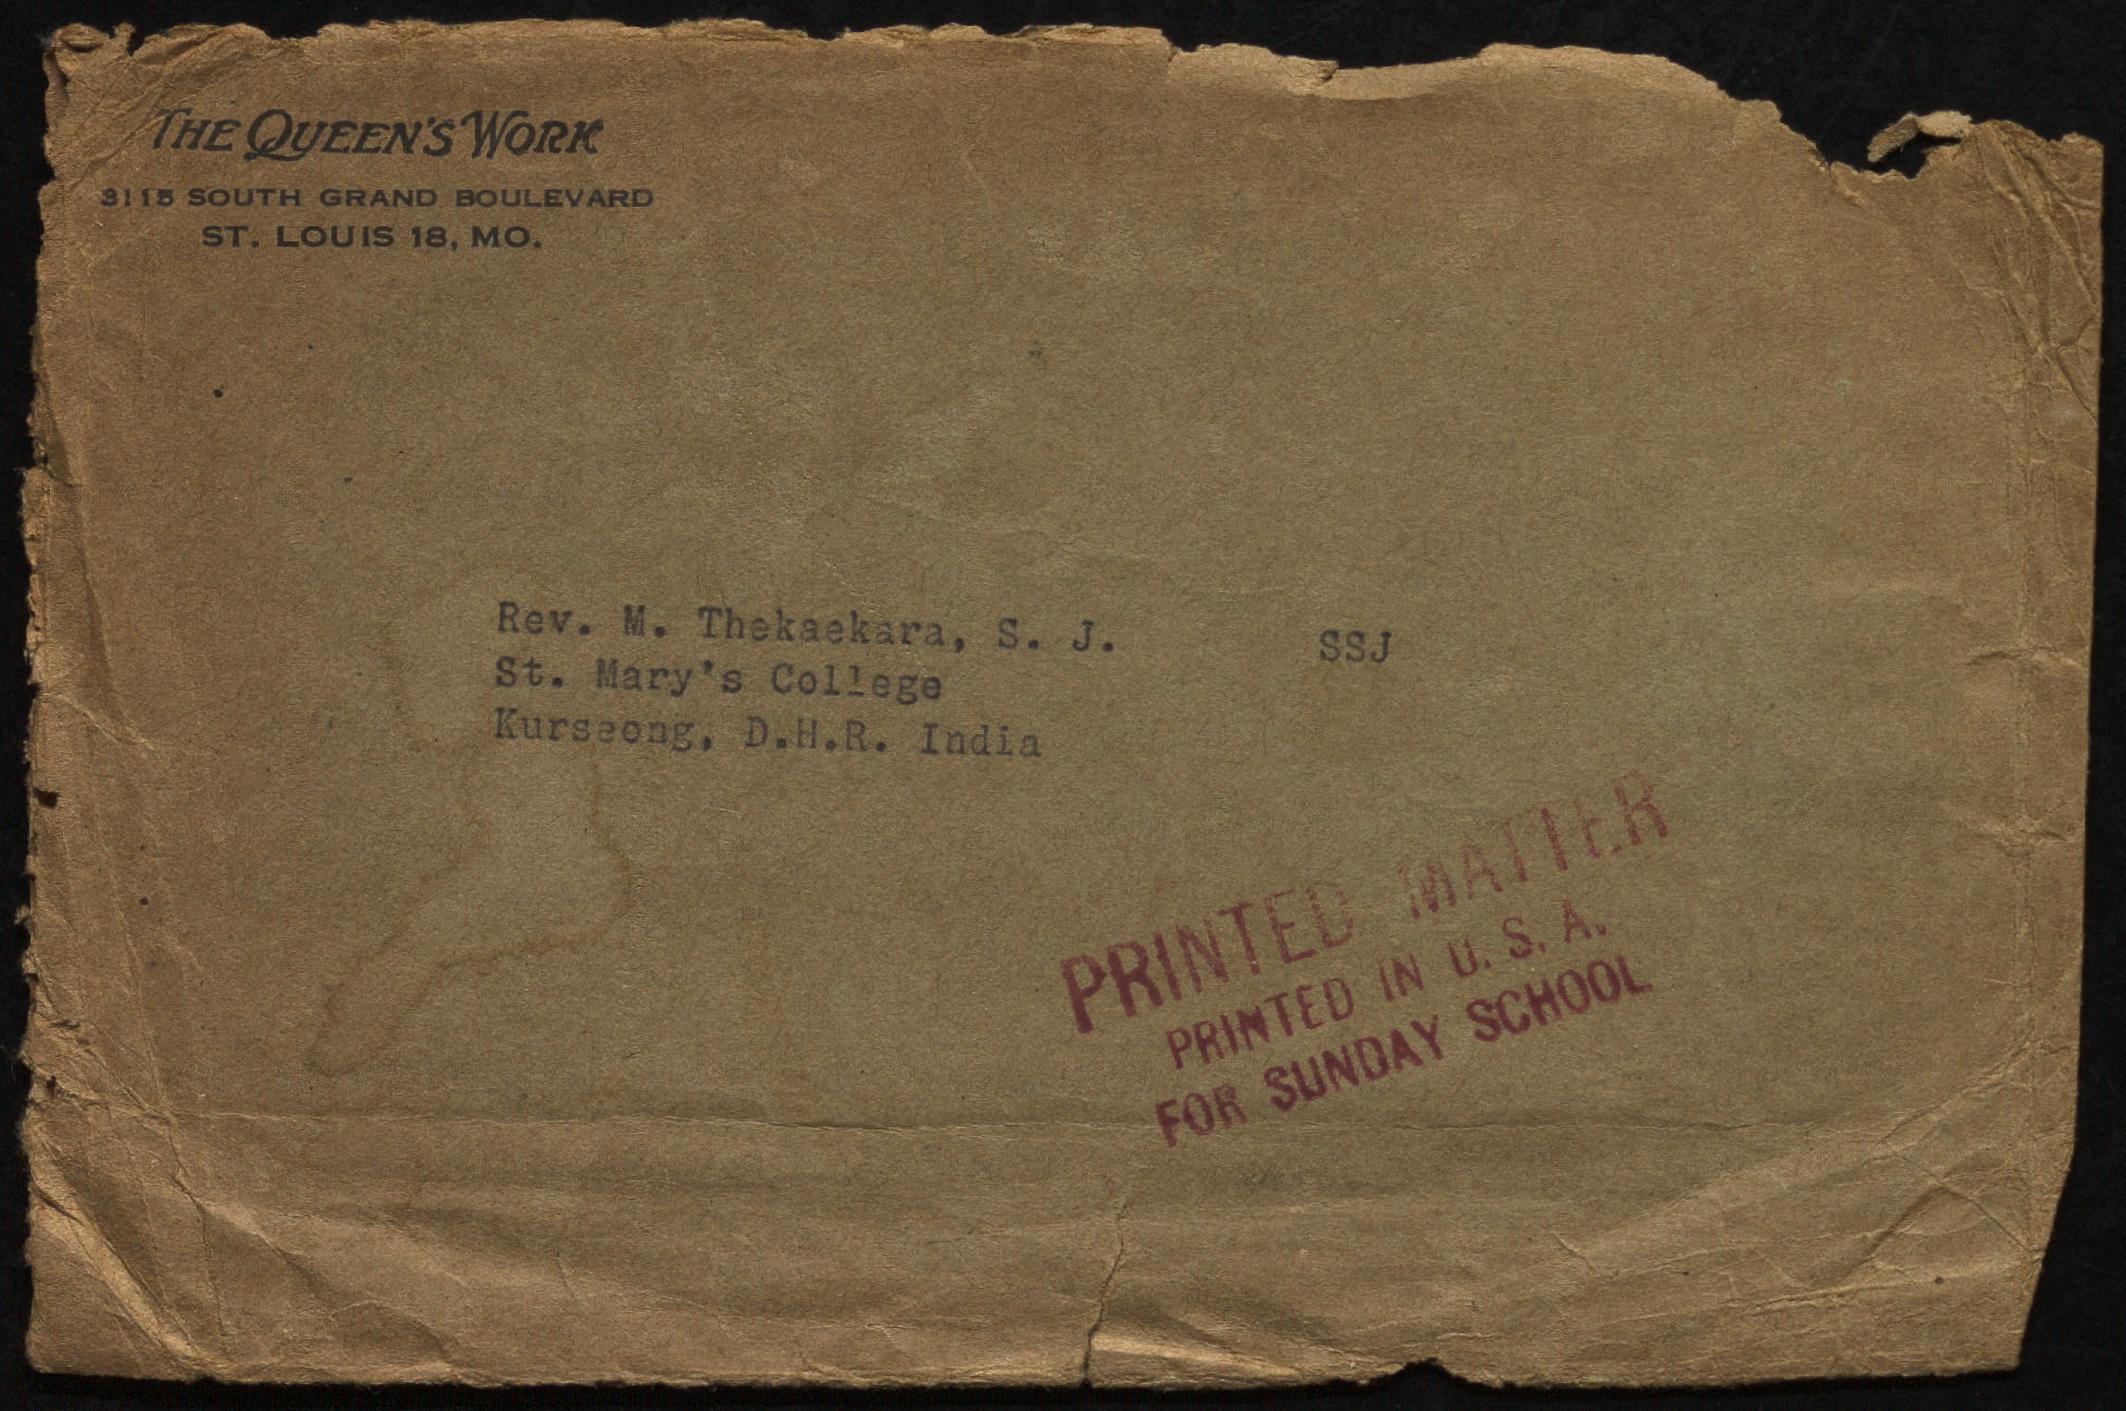 THE QUEEN'S WORK
3115 SOUTH GRAND BOULEVARD
ST. LOUIS 18, MO.
Rev. M. Thekaekara, S. J. SSJ
St. Mary's College
Kurseong, D.H.R. India
PRINTED MATTER
PRINTED IN U. S. A.
FOR SUNDAY SCHOOL